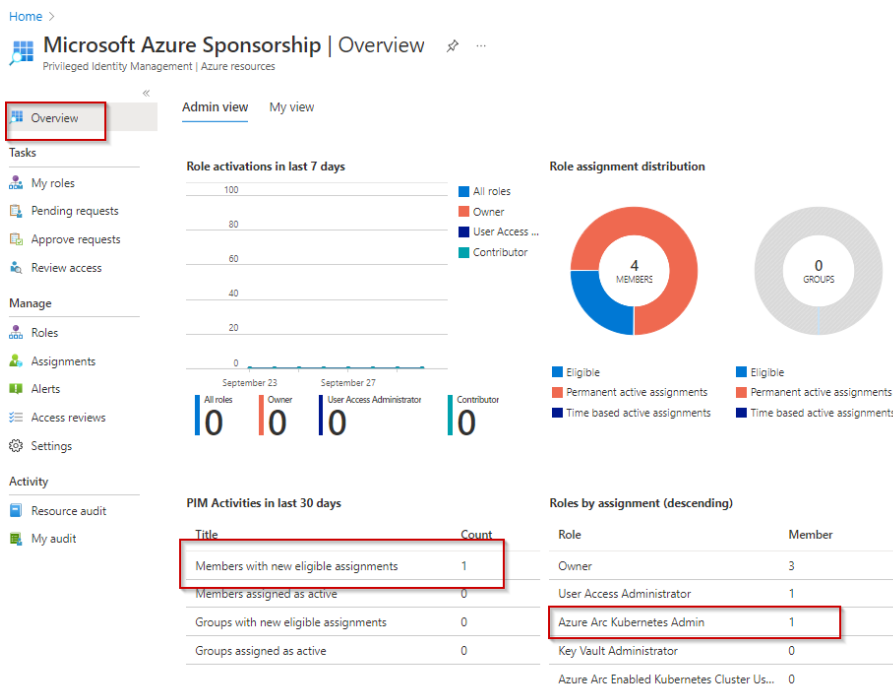 Home >
Microsoft Azure Sponsorship | Overview ...
Privileged Identity Management | Azure resources
«
Overview
Tasks
My roles
Pending requests
Approve requests
Review access
Manage
Roles
Assignments
Alerts
Access reviews
Settings
Activity
Resource audit
My audit
Admin view My view
Role activations in last 7 days
100
80
60
40
20
0
September 23 September 27
All roles
Owner
User Access ...
Contributor
All roles Owner User Access Administrator Contributor
0 0 0 0
Role assignment distribution
4
MEMBERS
0
GROUPS
Eligible
Permanent active assignments
Time based active assignments
Eligible
Permanent active assignments
Time based active assignments
PIM Activities in last 30 days
Title Count
Members with new eligible assignments 1
Members assigned as active 0
Groups with new eligible assignments 0
Groups assigned as active 0
Roles by assignment (descending)
Role Member
Owner 3
User Access Administrator 1
Azure Arc Kubernetes Admin 1
Key Vault Administrator 0
Azure Arc Enabled Kubernetes Cluster Us... 0